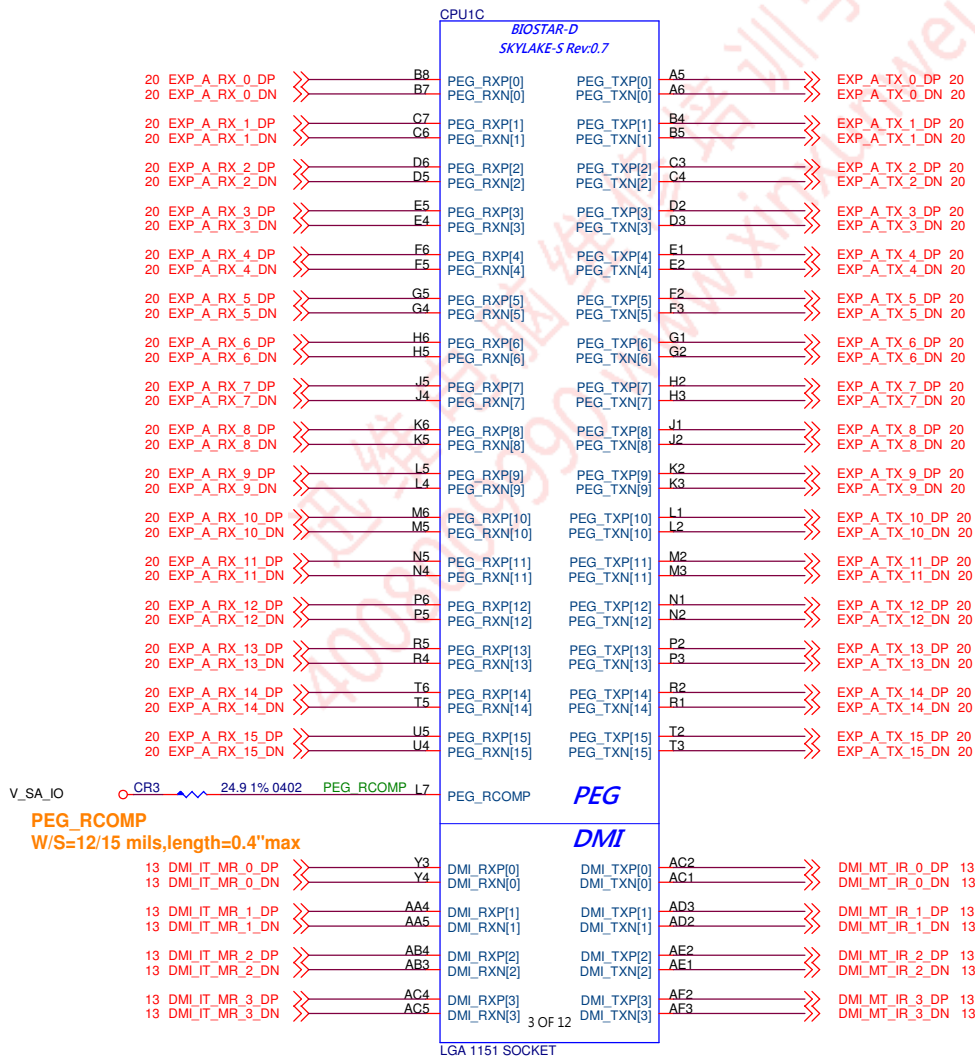 CPU1C
BIOSTAR-D
SKYLAKE-S Rev:0.7
20 EXP_A_RX_0_DP B8 PEG_RXP[0] PEG_TXP[0] A5 EXP_A_TX_0_DP 20
20 EXP_A_RX_0_DN B7 PEG_RXN[0] PEG_TXN[0] A6 EXP_A_TX_0_DN 20
20 EXP_A_RX_1_DP C7 PEG_RXP[1] PEG_TXP[1] B4 EXP_A_TX_1_DP 20
20 EXP_A_RX_1_DN C6 PEG_RXN[1] PEG_TXN[1] B5 EXP_A_TX_1_DN 20
20 EXP_A_RX_2_DP D6 PEG_RXP[2] PEG_TXP[2] C3 EXP_A_TX_2_DP 20
20 EXP_A_RX_2_DN D5 PEG_RXN[2] PEG_TXN[2] C4 EXP_A_TX_2_DN 20
20 EXP_A_RX_3_DP E5 PEG_RXP[3] PEG_TXP[3] D2 EXP_A_TX_3_DP 20
20 EXP_A_RX_3_DN E4 PEG_RXN[3] PEG_TXN[3] D3 EXP_A_TX_3_DN 20
20 EXP_A_RX_4_DP F6 PEG_RXP[4] PEG_TXP[4] E1 EXP_A_TX_4_DP 20
20 EXP_A_RX_4_DN F5 PEG_RXN[4] PEG_TXN[4] E2 EXP_A_TX_4_DN 20
20 EXP_A_RX_5_DP G5 PEG_RXP[5] PEG_TXP[5] F2 EXP_A_TX_5_DP 20
20 EXP_A_RX_5_DN G4 PEG_RXN[5] PEG_TXN[5] F3 EXP_A_TX_5_DN 20
20 EXP_A_RX_6_DP H6 PEG_RXP[6] PEG_TXP[6] G1 EXP_A_TX_6_DP 20
20 EXP_A_RX_6_DN H5 PEG_RXN[6] PEG_TXN[6] G2 EXP_A_TX_6_DN 20
20 EXP_A_RX_7_DP J5 PEG_RXP[7] PEG_TXP[7] H2 EXP_A_TX_7_DP 20
20 EXP_A_RX_7_DN J4 PEG_RXN[7] PEG_TXN[7] H3 EXP_A_TX_7_DN 20
20 EXP_A_RX_8_DP K6 PEG_RXP[8] PEG_TXP[8] J1 EXP_A_TX_8_DP 20
20 EXP_A_RX_8_DN K5 PEG_RXN[8] PEG_TXN[8] J2 EXP_A_TX_8_DN 20
20 EXP_A_RX_9_DP L5 PEG_RXP[9] PEG_TXP[9] K2 EXP_A_TX_9_DP 20
20 EXP_A_RX_9_DN L4 PEG_RXN[9] PEG_TXN[9] K3 EXP_A_TX_9_DN 20
20 EXP_A_RX_10_DP M6 PEG_RXP[10] PEG_TXP[10] L1 EXP_A_TX_10_DP 20
20 EXP_A_RX_10_DN M5 PEG_RXN[10] PEG_TXN[10] L2 EXP_A_TX_10_DN 20
20 EXP_A_RX_11_DP N5 PEG_RXP[11] PEG_TXP[11] M2 EXP_A_TX_11_DP 20
20 EXP_A_RX_11_DN N4 PEG_RXN[11] PEG_TXN[11] M3 EXP_A_TX_11_DN 20
20 EXP_A_RX_12_DP P6 PEG_RXP[12] PEG_TXP[12] N1 EXP_A_TX_12_DP 20
20 EXP_A_RX_12_DN P5 PEG_RXN[12] PEG_TXN[12] N2 EXP_A_TX_12_DN 20
20 EXP_A_RX_13_DP R5 PEG_RXP[13] PEG_TXP[13] P2 EXP_A_TX_13_DP 20
20 EXP_A_RX_13_DN R4 PEG_RXN[13] PEG_TXN[13] P3 EXP_A_TX_13_DN 20
20 EXP_A_RX_14_DP T6 PEG_RXP[14] PEG_TXP[14] R2 EXP_A_TX_14_DP 20
20 EXP_A_RX_14_DN T5 PEG_RXN[14] PEG_TXN[14] R1 EXP_A_TX_14_DN 20
20 EXP_A_RX_15_DP U5 PEG_RXP[15] PEG_TXP[15] T2 EXP_A_TX_15_DP 20
20 EXP_A_RX_15_DN U4 PEG_RXN[15] PEG_TXN[15] T3 EXP_A_TX_15_DN 20
V_SA_IO CR3 24.9 1% 0402 PEG_RCOMP L7 PEG_RCOMP PEG
PEG_RCOMP
W/S=12/15 mils,length=0.4"max
DMI
13 DMI_IT_MR_0_DP Y3 DMI_RXP[0] DMI_TXP[0] AC2 DMI_MT_IR_0_DP 13
13 DMI_IT_MR_0_DN Y4 DMI_RXN[0] DMI_TXN[0] AC1 DMI_MT_IR_0_DN 13
13 DMI_IT_MR_1_DP AA4 DMI_RXP[1] DMI_TXP[1] AD3 DMI_MT_IR_1_DP 13
13 DMI_IT_MR_1_DN AA5 DMI_RXN[1] DMI_TXN[1] AD2 DMI_MT_IR_1_DN 13
13 DMI_IT_MR_2_DP AB4 DMI_RXP[2] DMI_TXP[2] AE2 DMI_MT_IR_2_DP 13
13 DMI_IT_MR_2_DN AB3 DMI_RXN[2] DMI_TXN[2] AE1 DMI_MT_IR_2_DN 13
13 DMI_IT_MR_3_DP AC4 DMI_RXP[3] DMI_TXP[3] AF2 DMI_MT_IR_3_DP 13
13 DMI_IT_MR_3_DN AC5 DMI_RXN[3] DMI_TXN[3] AF3 DMI_MT_IR_3_DN 13
3 OF 12
LGA 1151 SOCKET
迅维电脑维修培训
4008099990 www.xinxunwei